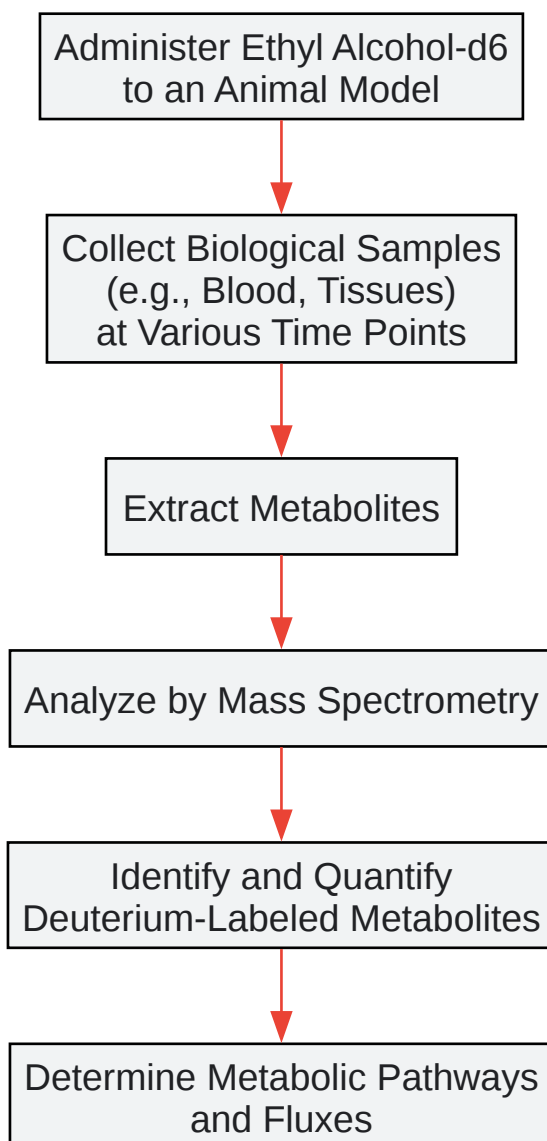 Administer Ethyl Alcohol-d6
to an Animal Model
Collect Biological Samples
(e.g., Blood, Tissues)
at Various Time Points
Extract Metabolites
Analyze by Mass Spectrometry
Identify and Quantify
Deuterium-Labeled Metabolites
Determine Metabolic Pathways
and Fluxes